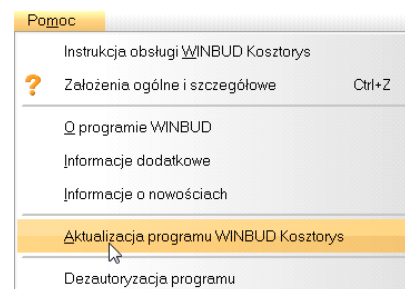 Pomoc
Instrukcja obsługi WINBUD Kosztorys
Założenia ogólne i szczegółowe Ctrl+Z
O programie WINBUD
Informacje dodatkowe
Informacje o nowościach
Aktualizacja programu WINBUD Kosztorys
Dezautoryzacja programu